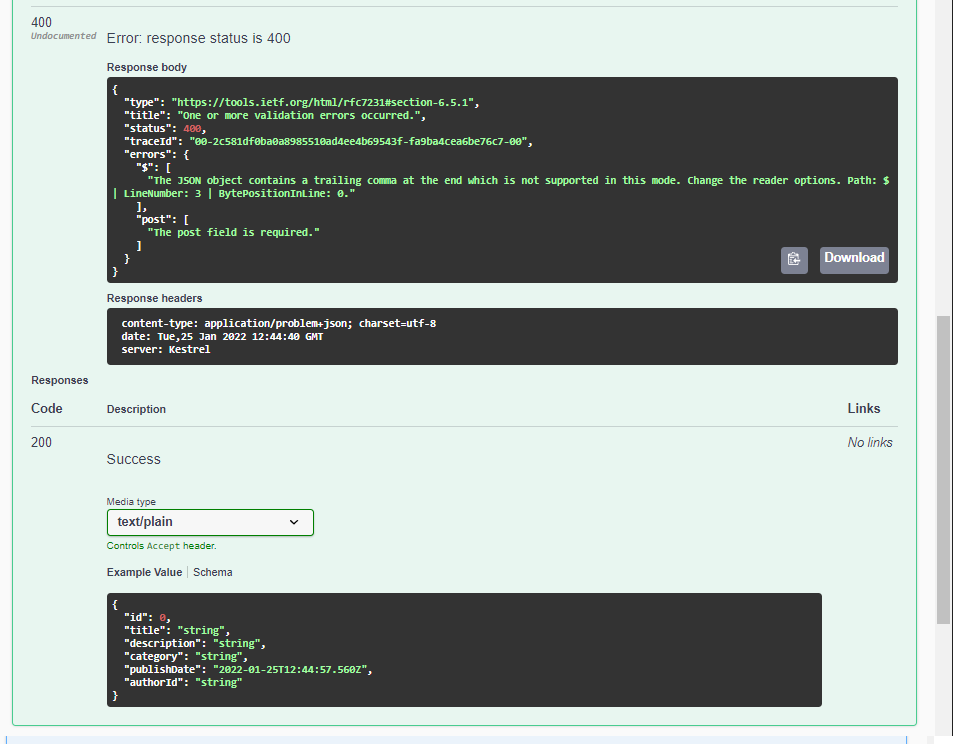 400
Undocumented
Error: response status is 400
Response body
{
  "type": "https://tools.ietf.org/html/rfc7231#section-6.5.1",
  "title": "One or more validation errors occurred.",
  "status": 400,
  "traceId": "00-2c581df0ba0a8985510ad4ee4b69543f-fa9ba4cea6be76c7-00",
  "errors": {
    "$": [
      "The JSON object contains a trailing comma at the end which is not supported in this mode. Change the reader options. Path: $
| LineNumber: 3 | BytePositionInLine: 0."
    ],
    "post": [
      "The post field is required."
    ]
  }
}
Download
Response headers
content-type: application/problem+json; charset=utf-8
date: Tue,25 Jan 2022 12:44:40 GMT
server: Kestrel
Responses
Code Description Links
200 No links
Success
Media type
text/plain
Controls Accept header.
Example Value | Schema
{
  "id": 0,
  "title": "string",
  "description": "string",
  "category": "string",
  "publishDate": "2022-01-25T12:44:57.560Z",
  "authorId": "string"
}